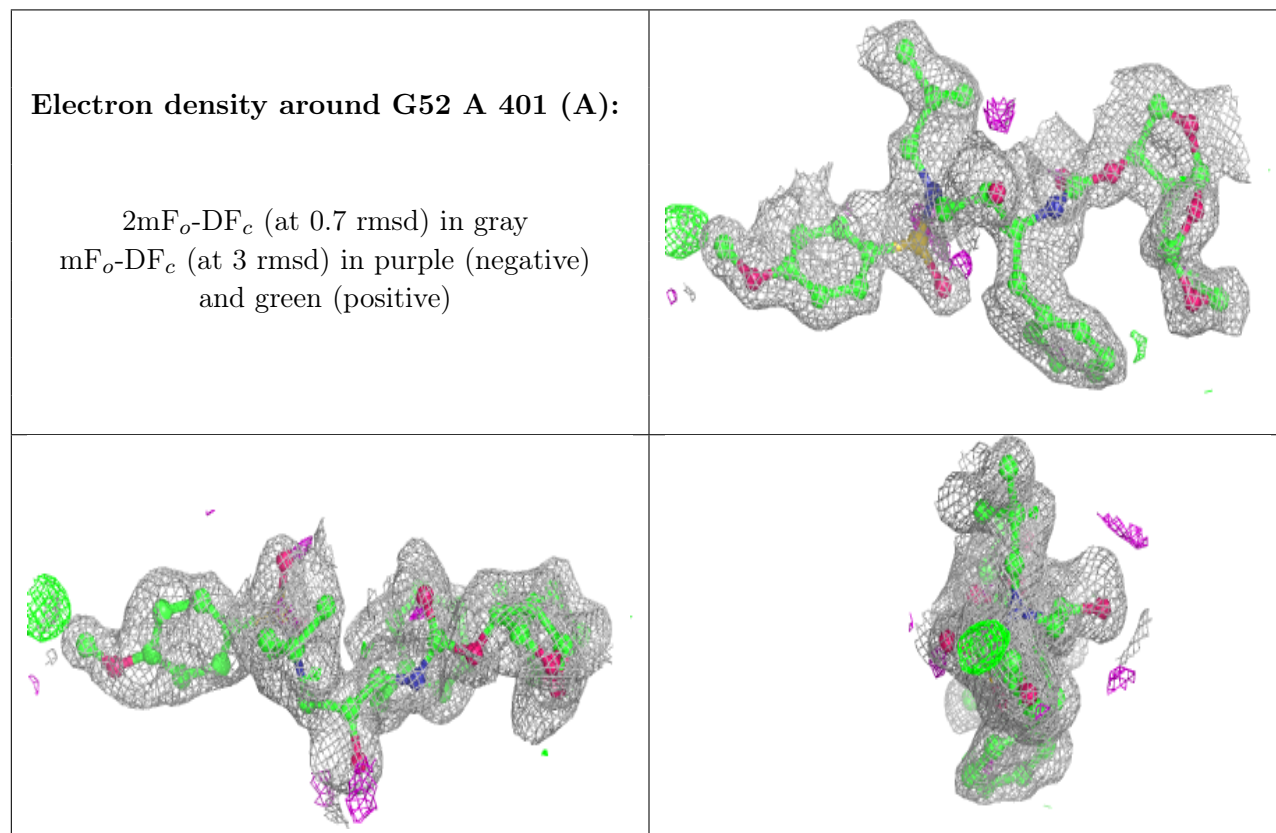 Electron density around G52 A 401 (A):
2mFo-DFc (at 0.7 rmsd) in gray
mFo-DFc (at 3 rmsd) in purple (negative)
and green (positive)